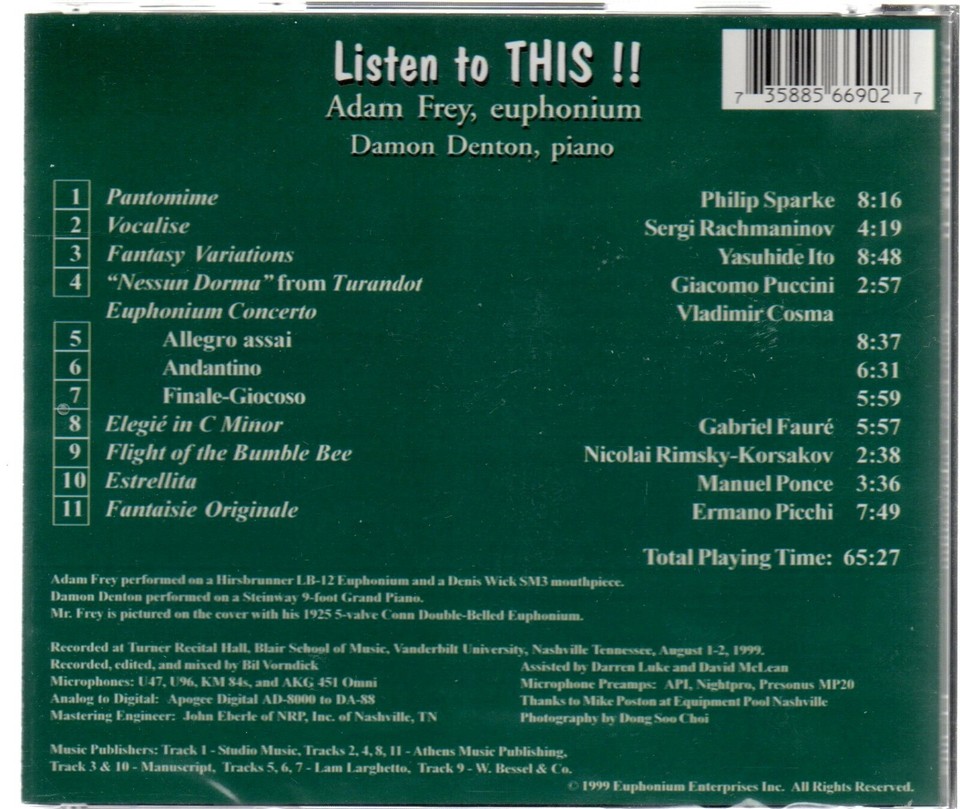 Listen to THIS !!
7 35885 66902 7
Adam Frey, euphonium
Damon Denton, piano
1 Pantomime Philip Sparke 8:16
2 Vocalise Sergi Rachmaninov 4:19
3 Fantasy Variations Yasuhide Ito 8:48
4 “Nessun Dorma” from Turandot Giacomo Puccini 2:57
Euphonium Concerto Vladimir Cosma
5 Allegro assai 8:37
6 Andantino 6:31
7 Finale-Giocoso 5:59
8 Elegié in C Minor Gabriel Fauré 5:57
9 Flight of the Bumble Bee Nicolai Rimsky-Korsakov 2:38
10 Estrellita Manuel Ponce 3:36
11 Fantaisie Originale Ermano Picchi 7:49
Total Playing Time: 65:27
Adam Frey performed on a Hirsbrunner LB-12 Euphonium and a Denis Wick SM3 mouthpiece.
Damon Denton performed on a Steinway 9-foot Grand Piano.
Mr. Frey is pictured on the cover with his 1925 5-valve Conn Double-Belled Euphonium.
Recorded at Turner Recital Hall, Blair School of Music, Vanderbilt University, Nashville Tennessee, August 1-2, 1999.
Recorded, edited, and mixed by Bil Vorndick Assisted by Darren Luke and David McLean
Microphones: U47, U96, KM 84s, and AKG 451 Omni Microphone Preamps: API, Nightpro, Presonus MP20
Analog to Digital: Apogee Digital AD-8000 to DA-88 Thanks to Mike Poston at Equipment Pool Nashville
Mastering Engineer: John Eberle of NRP, Inc. of Nashville, TN Photography by Dong Soo Choi
Music Publishers: Track 1 - Studio Music, Tracks 2, 4, 8, 11 - Athens Music Publishing,
Track 3 & 10 - Manuscript, Tracks 5, 6, 7 - Lam Larghetto, Track 9 - W. Bessel & Co.
© 1999 Euphonium Enterprises Inc. All Rights Reserved.